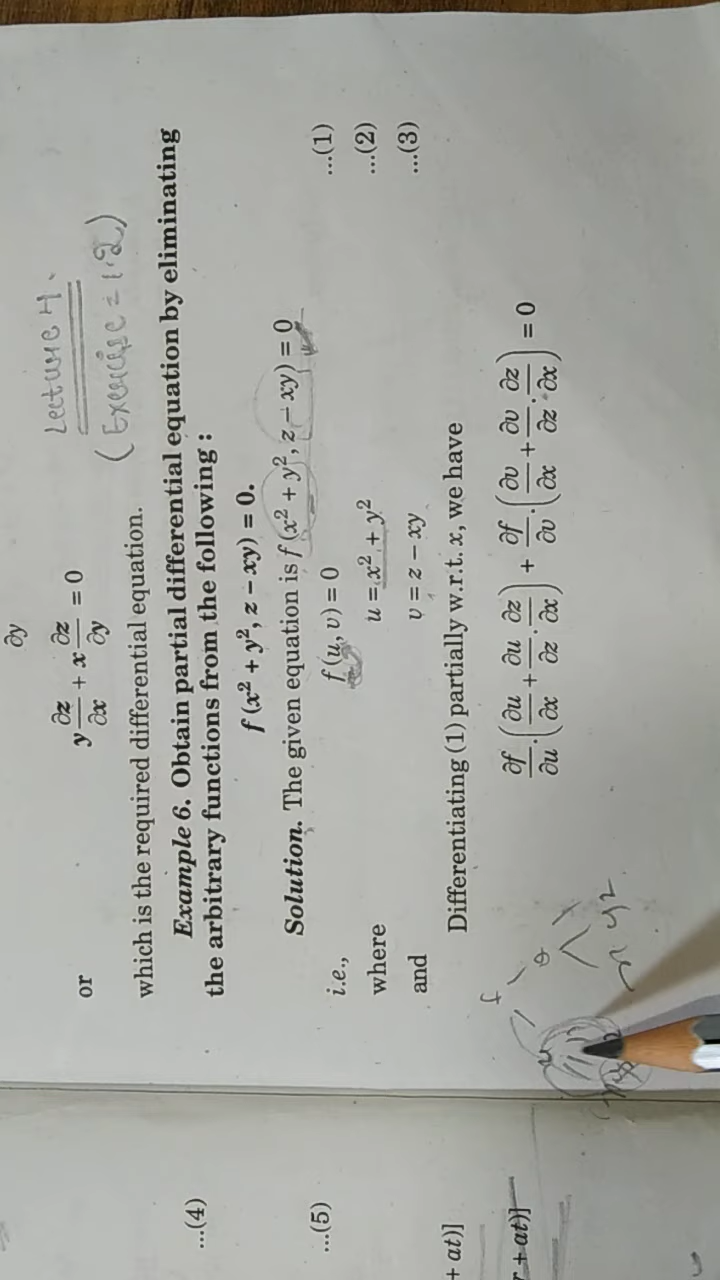 ∂y
Lecture 4.
or y ∂z/∂x + x ∂z/∂y = 0
(Exercise = 1.2)
which is the required differential equation.
Example 6. Obtain partial differential equation by eliminating
the arbitrary functions from the following :
f (x² + y², z – xy) = 0.
Solution. The given equation is f (x² + y², z – xy) = 0
i.e., f (u, v) = 0 ...(1)
where u = x² + y² ...(2)
and v = z – xy ...(3)
Differentiating (1) partially w.r.t. x, we have
∂f/∂u · (∂u/∂x + ∂u/∂z · ∂z/∂x) + ∂f/∂v · (∂v/∂x + ∂v/∂z · ∂z/∂x) = 0
f
...(4)
...(5)
+ at)]
r + at)]